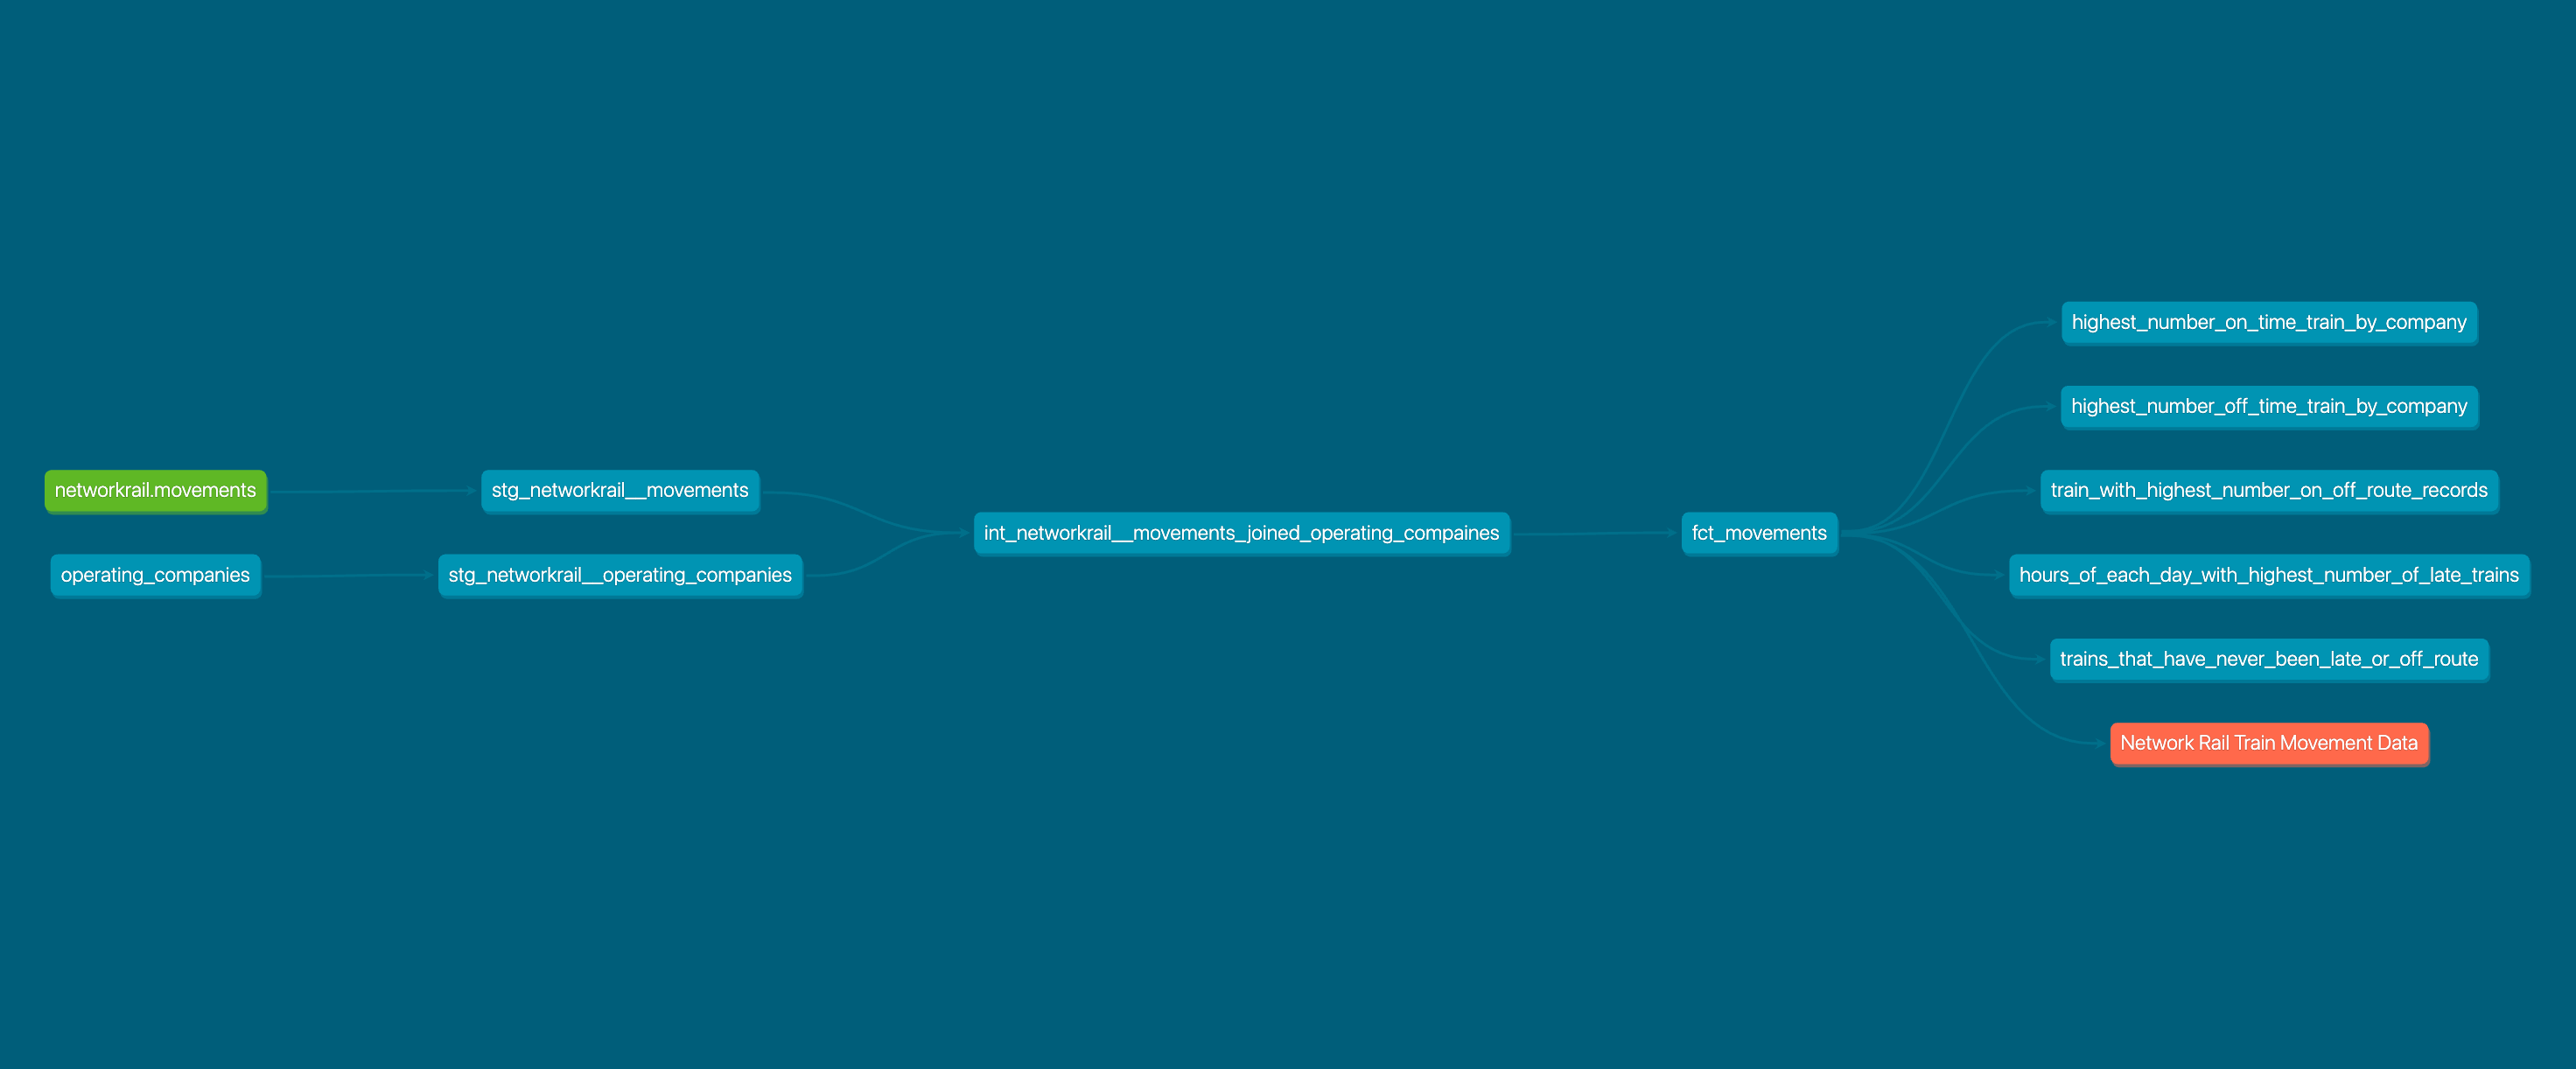 networkrail.movements
operating_companies
stg_networkrail__movements
stg_networkrail__operating_companies
int_networkrail__movements_joined_operating_compaines
fct_movements
highest_number_on_time_train_by_company
highest_number_off_time_train_by_company
train_with_highest_number_on_off_route_records
hours_of_each_day_with_highest_number_of_late_trains
trains_that_have_never_been_late_or_off_route
Network Rail Train Movement Data